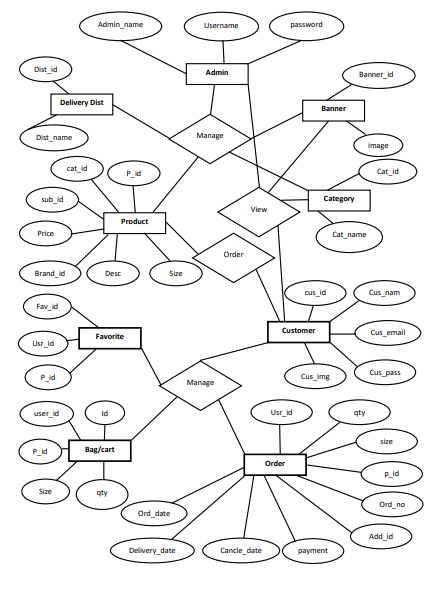 Admin_name
Username
password
Admin
Dist_id
Banner_id
Delivery Dist
Banner
Dist_name
Manage
image
cat_id
P_id
Cat_id
sub_id
Category
View
Product
Price
Cat_name
Order
Brand_id
Desc
Size
cus_id
Cus_nam
Fav_id
Customer
Cus_email
Favorite
Usr_id
Cus_img
Cus_pass
P_id
Manage
user_id
Id
Usr_id
qty
size
P_id
Bag/cart
Order
p_id
Size
qty
Ord_no
Ord_date
Add_id
Delivery_date
Cancle_date
payment